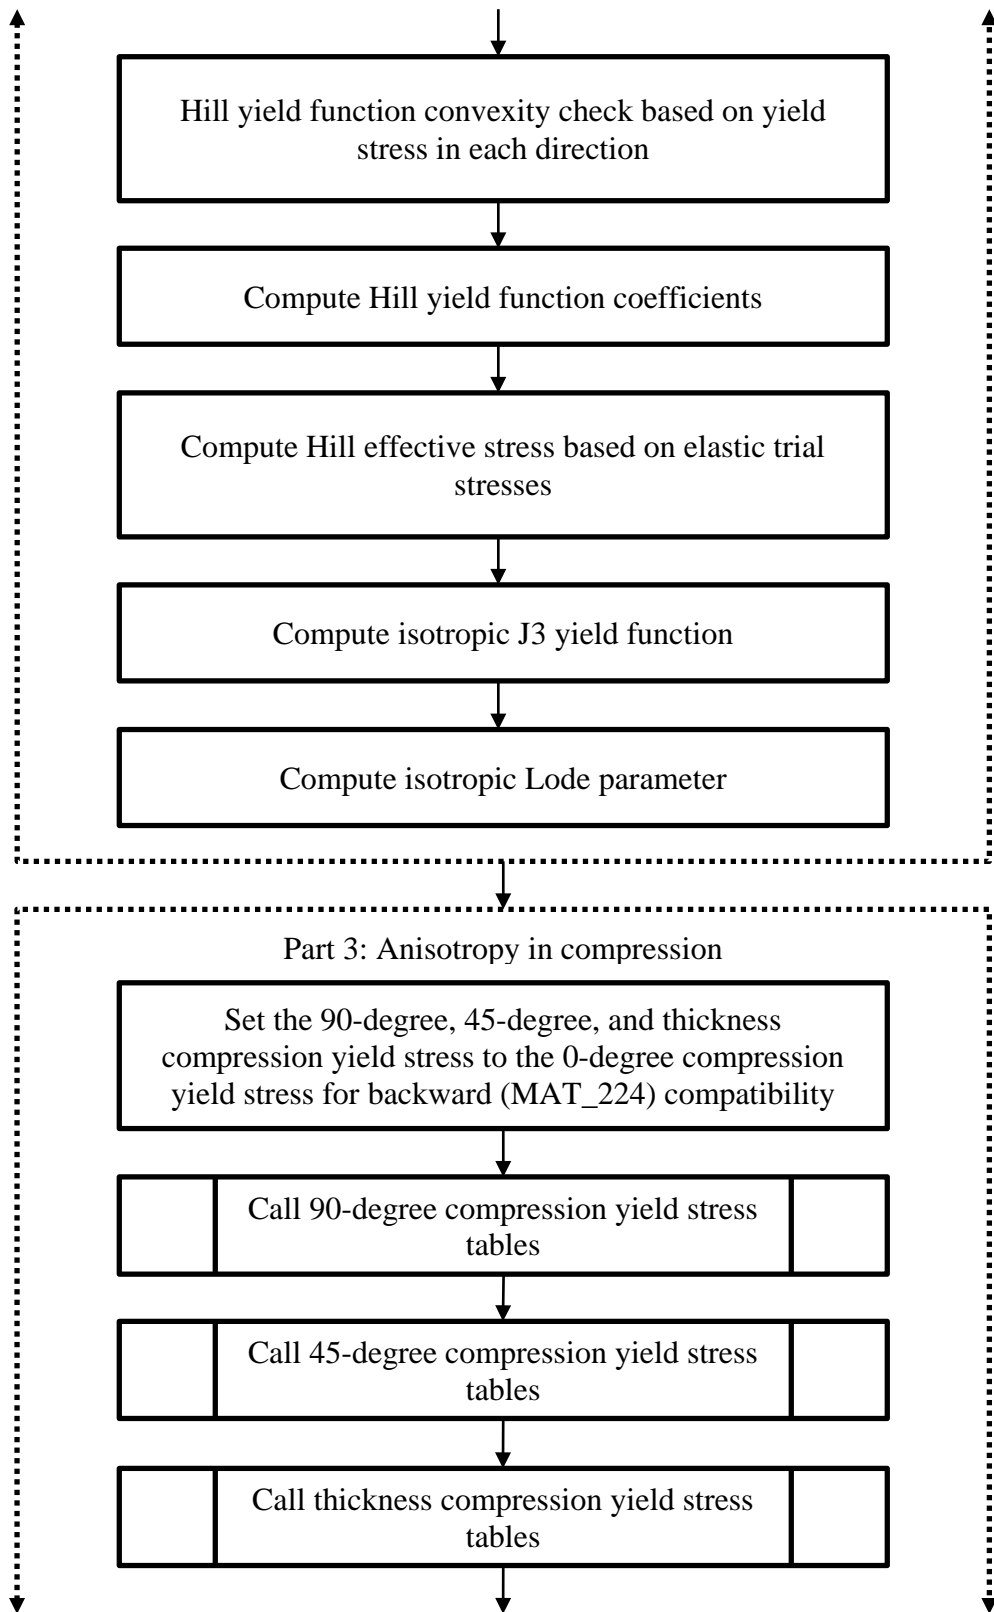 Hill yield function convexity check based on yield
stress in each direction
Compute Hill yield function coefficients
Compute Hill effective stress based on elastic trial
stresses
Compute isotropic J3 yield function
Compute isotropic Lode parameter
Part 3: Anisotropy in compression
Set the 90-degree, 45-degree, and thickness
compression yield stress to the 0-degree compression
yield stress for backward (MAT_224) compatibility
Call 90-degree compression yield stress
tables
Call 45-degree compression yield stress
tables
Call thickness compression yield stress
tables